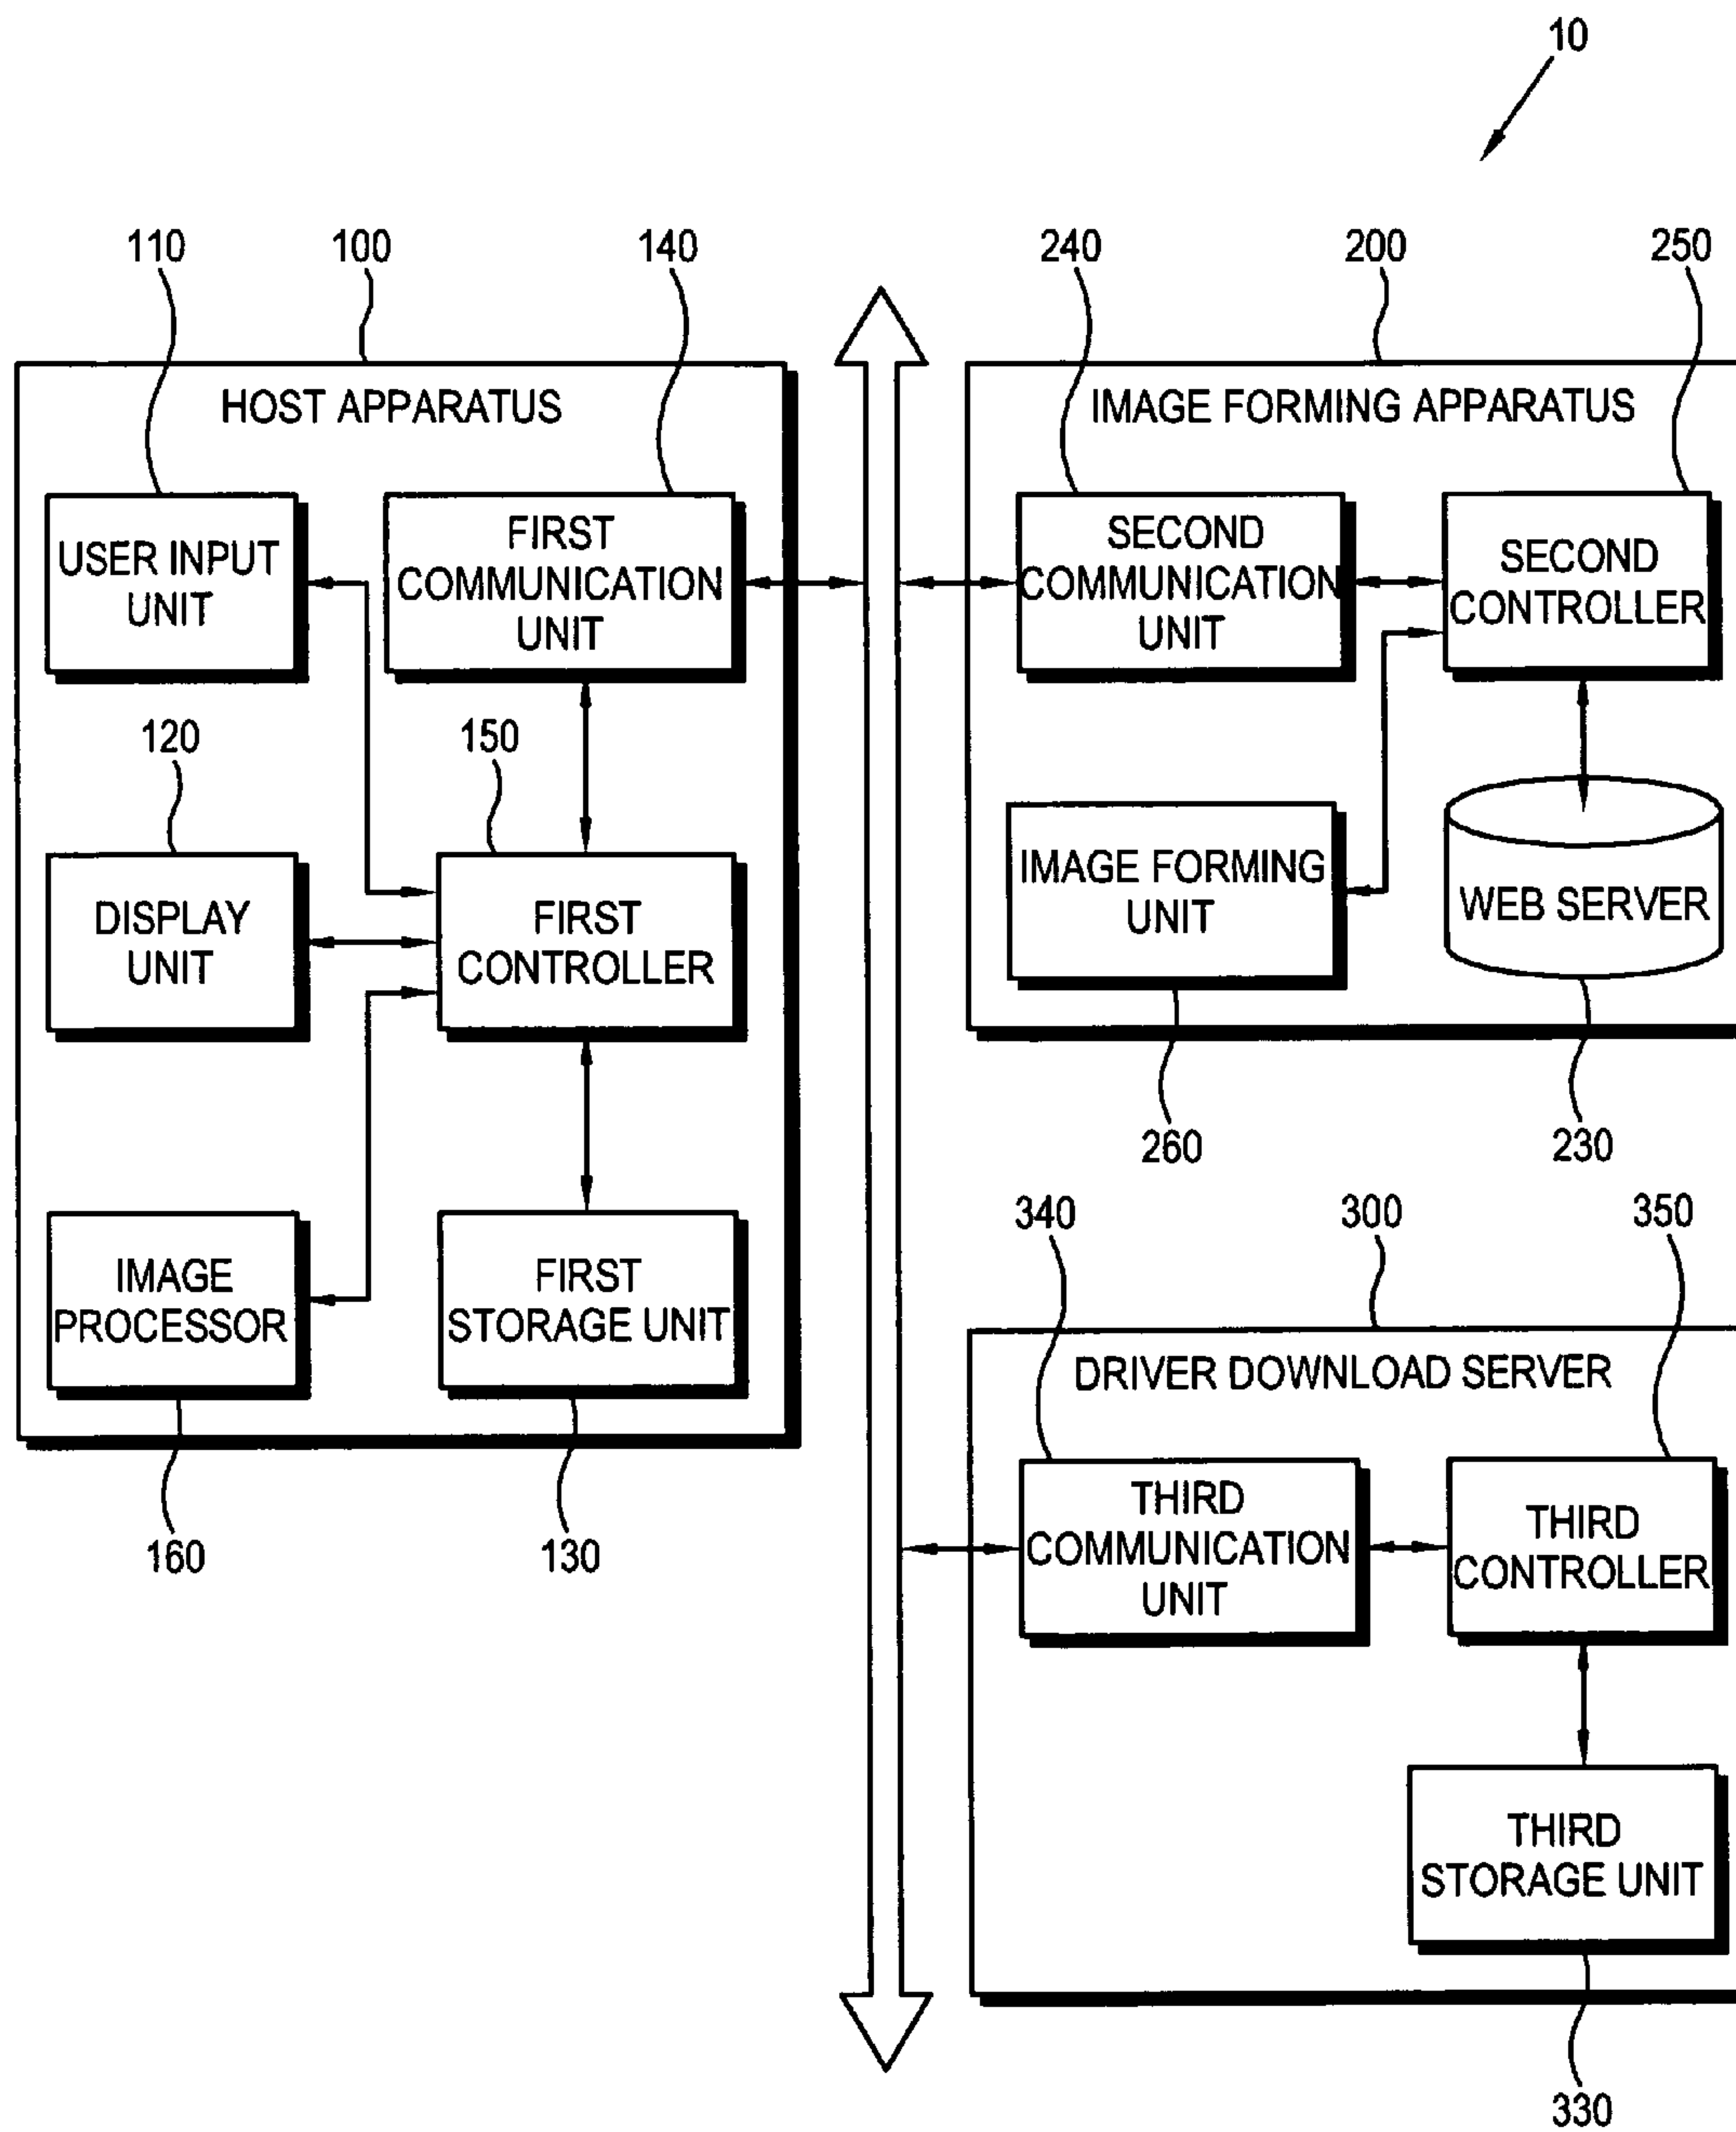 10
110
100
140
240
200
250
HOST APPARATUS
IMAGE FORMING APPARATUS
USER INPUT
UNIT
FIRST
COMMUNICATION
UNIT
SECOND
COMMUNICATION
UNIT
SECOND
CONTROLLER
120
150
DISPLAY
UNIT
FIRST
CONTROLLER
IMAGE FORMING
UNIT
WEB SERVER
260
230
IMAGE
PROCESSOR
FIRST
STORAGE UNIT
160
130
340
300
350
DRIVER DOWNLOAD SERVER
THIRD
COMMUNICATION
UNIT
THIRD
CONTROLLER
THIRD
STORAGE UNIT
330